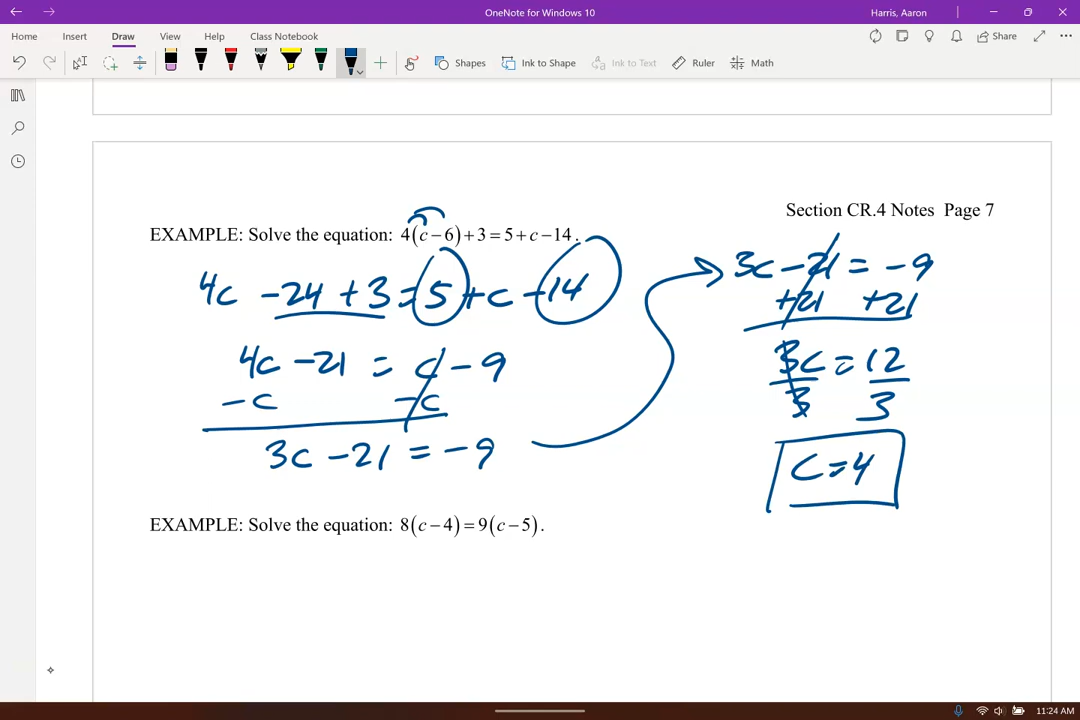 OneNote for Windows 10
Harris, Aaron
Home Insert Draw View Help Class Notebook
Share
Shapes Ink to Shape Ink to Text Ruler Math
Section CR.4 Notes Page 7
EXAMPLE: Solve the equation: 4(c−6)+3=5+c−14.
4c −24 +3 = 5 +c −14
4c −21 = c − 9
−c −c
3c −21 = −9
3c −21 = −9
+21 +21
3c = 12
3 3
c=4
EXAMPLE: Solve the equation: 8(c−4)=9(c−5).
11:24 AM